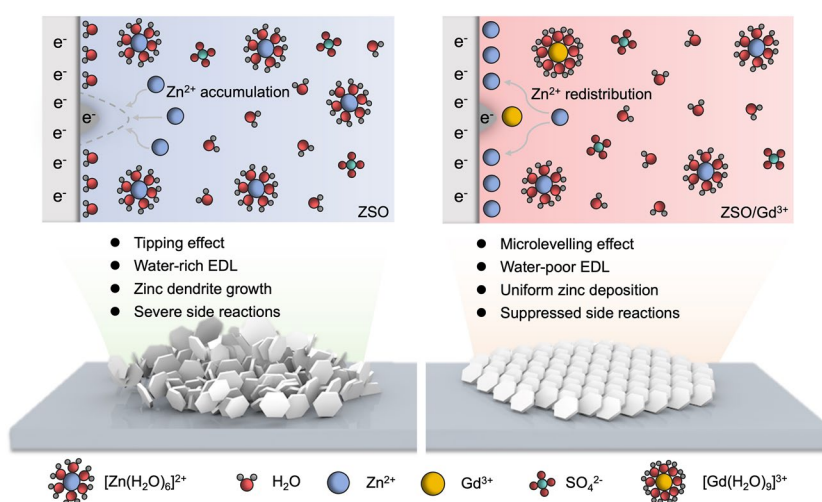 e-
e-
e-
e-
e-
e-
e-
Zn2+ accumulation
ZSO
e-
e-
e-
e-
e-
e-
e-
Zn2+ redistribution
ZSO/Gd3+
● Tipping effect
● Water-rich EDL
● Zinc dendrite growth
● Severe side reactions
● Microlevelling effect
● Water-poor EDL
● Uniform zinc deposition
● Suppressed side reactions
[Zn(H2O)6]2+
H2O
Zn2+
Gd3+
SO42-
[Gd(H2O)9]3+